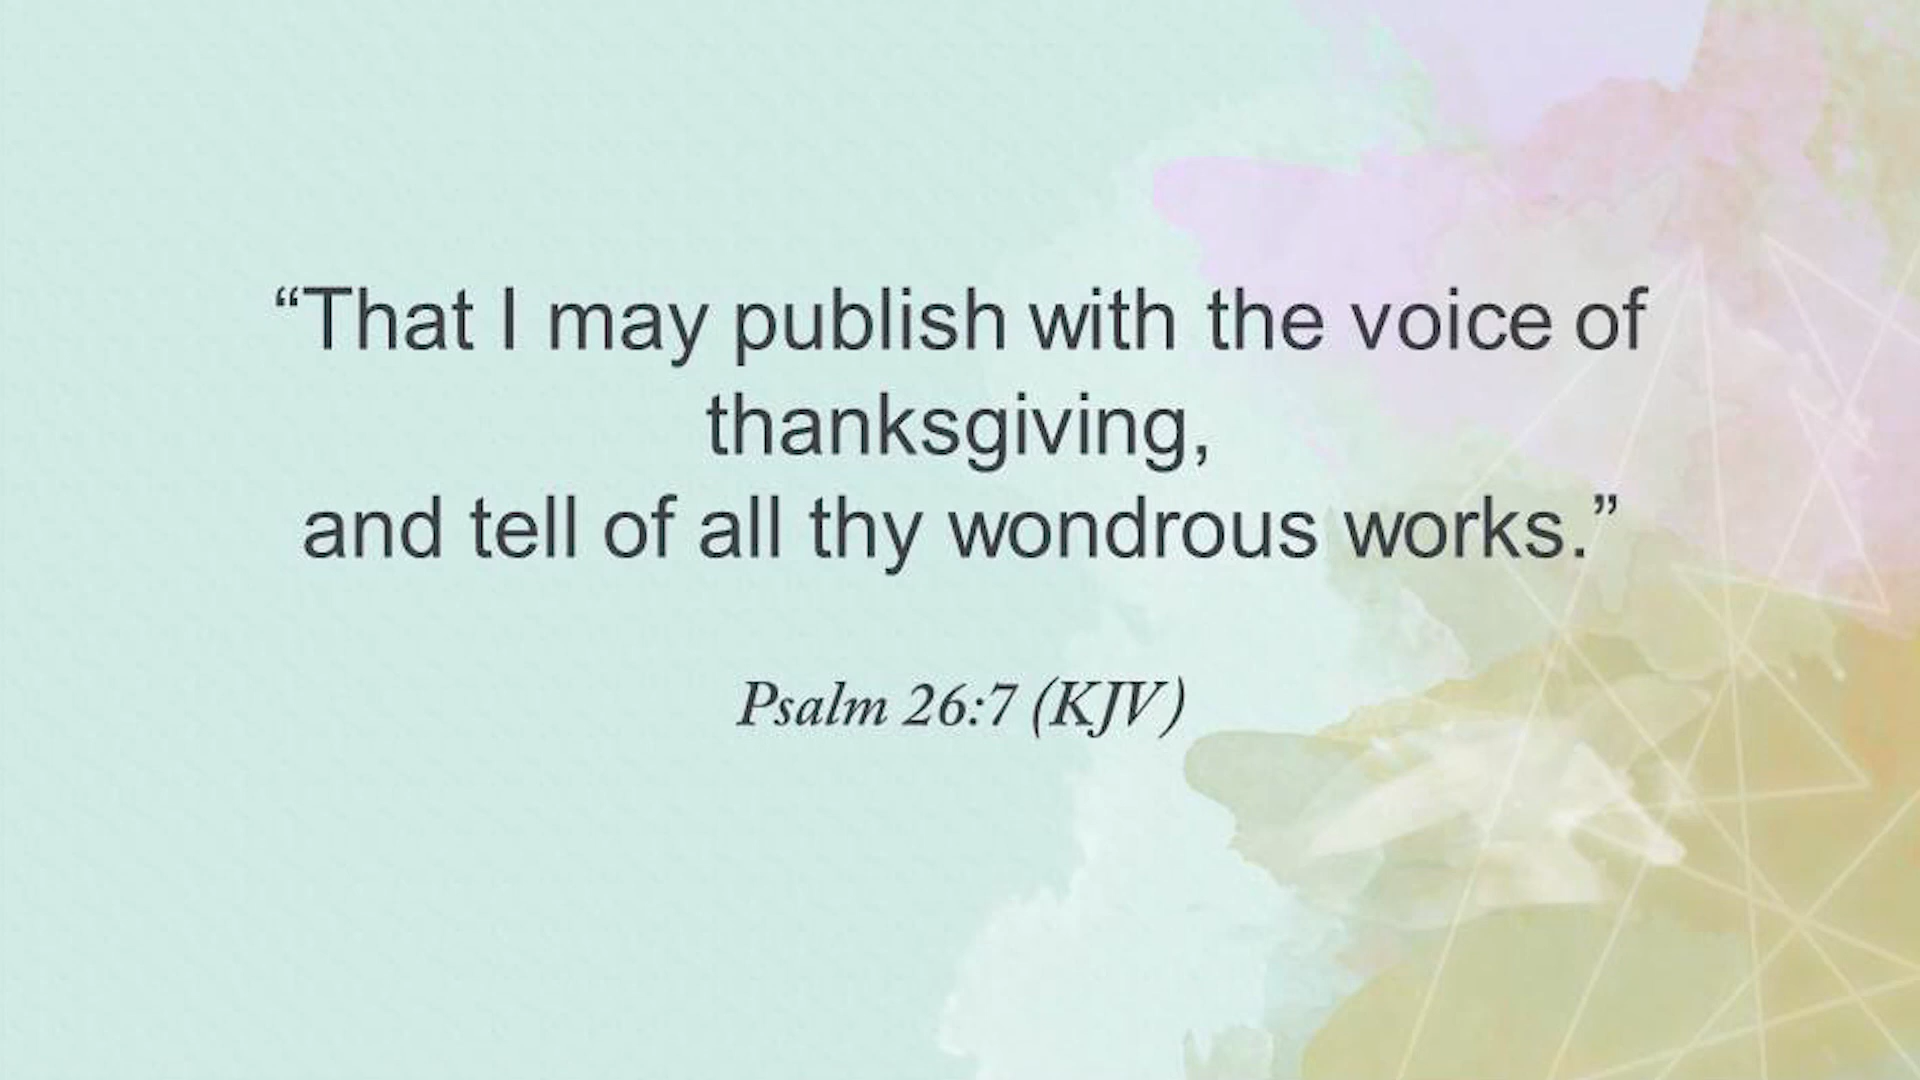 “That I may publish with the voice of
thanksgiving,
and tell of all thy wondrous works.”
Psalm 26:7 (KJV)